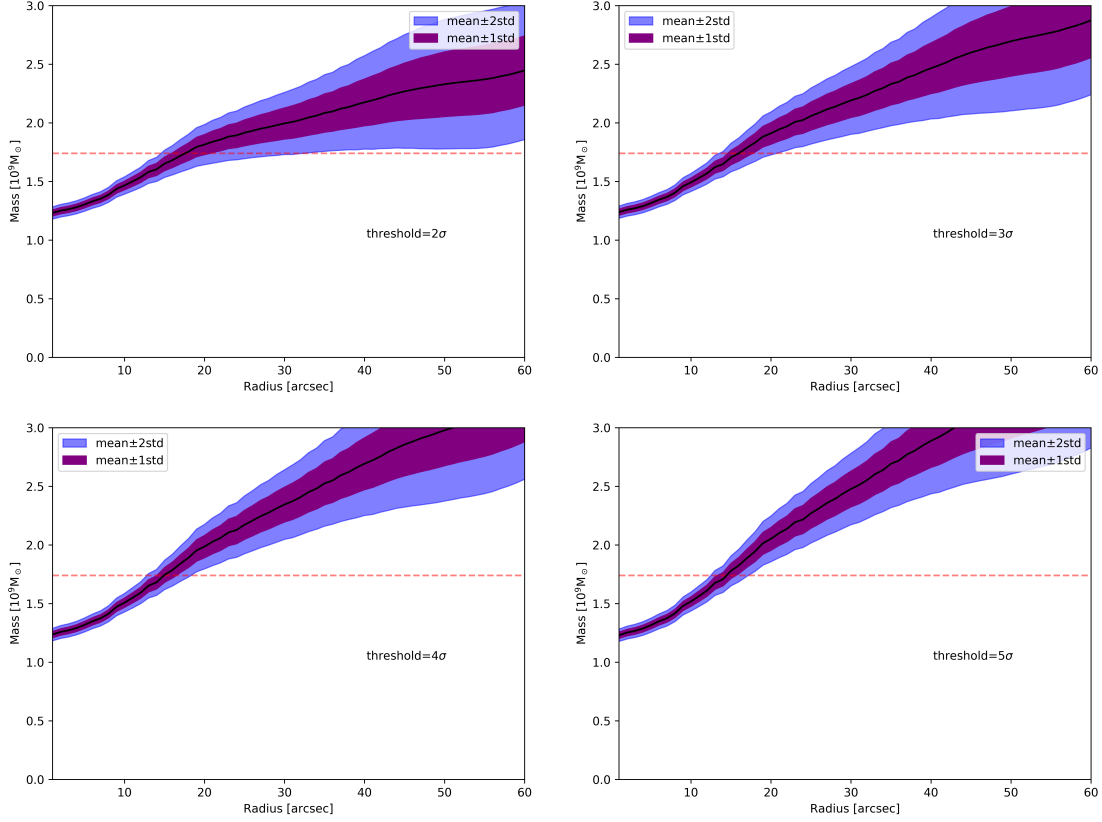 3.0
2.5
2.0
1.5
1.0
0.5
0.0
Mass [10⁹M⊙]
mean±2std
mean±1std
threshold=2σ
10 20 30 40 50 60
Radius [arcsec]
3.0
2.5
2.0
1.5
1.0
0.5
0.0
Mass [10⁹M⊙]
mean±2std
mean±1std
threshold=3σ
10 20 30 40 50 60
Radius [arcsec]
3.0
2.5
2.0
1.5
1.0
0.5
0.0
Mass [10⁹M⊙]
mean±2std
mean±1std
threshold=4σ
10 20 30 40 50 60
Radius [arcsec]
3.0
2.5
2.0
1.5
1.0
0.5
0.0
Mass [10⁹M⊙]
mean±2std
mean±1std
threshold=5σ
10 20 30 40 50 60
Radius [arcsec]